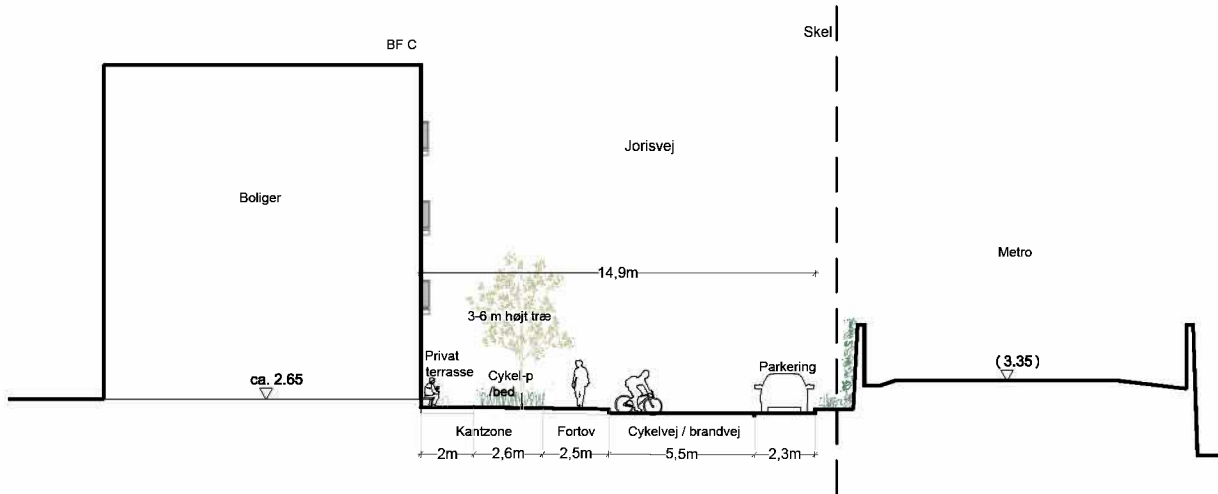 Skel
BF C
Jorisvej
Boliger
Metro
14,9m
3-6 m højt træ
Privat
terrasse
Cykel-p
/bed
Parkering
ca. 2.65
( 3.35 )
Kantzone
Fortov
Cykelvej / brandvej
2m
2,6m
2,5m
5,5m
2,3m